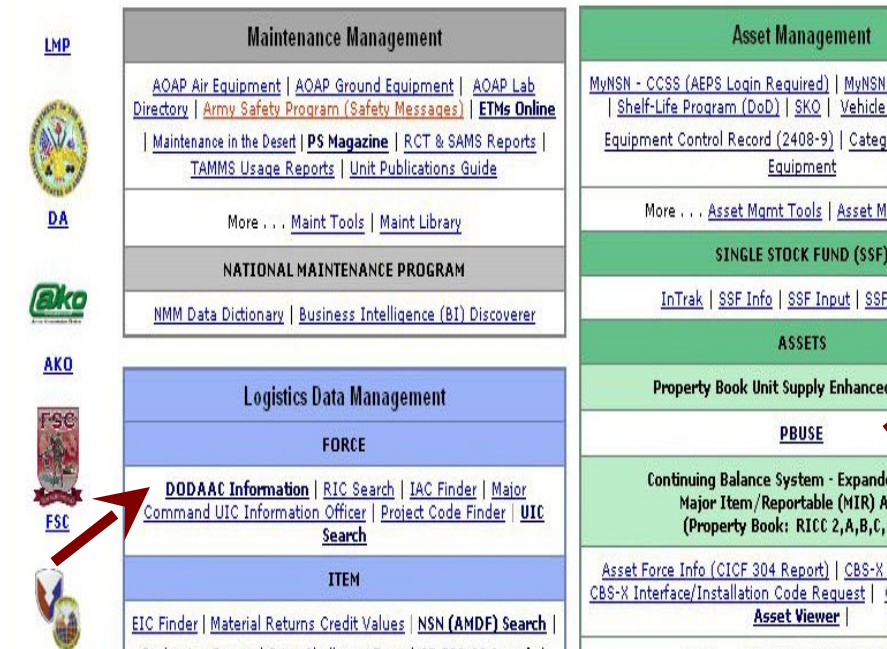 LMP
DA
AKO
FSC
FSC
Maintenance Management
AOAP Air Equipment | AOAP Ground Equipment | AOAP Lab
Directory | Army Safety Program (Safety Messages) | ETMs Online
| Maintenance in the Desert | PS Magazine | RCT & SAMS Reports |
TAMMS Usage Reports | Unit Publications Guide
More . . . Maint Tools | Maint Library
NATIONAL MAINTENANCE PROGRAM
NMM Data Dictionary | Business Intelligence (BI) Discoverer
Logistics Data Management
FORCE
DODAAC Information | RIC Search | IAC Finder | Major
Command UIC Information Officer | Project Code Finder | UIC
Search
ITEM
EIC Finder | Material Returns Credit Values | NSN (AMDF) Search |
Asset Management
MyNSN - CCSS (AEPS Login Required) | MyNSN
| Shelf-Life Program (DoD) | SKO | Vehicle
Equipment Control Record (2408-9) | Categ
Equipment
More . . . Asset Mgmt Tools | Asset M
SINGLE STOCK FUND (SSF)
InTrak | SSF Info | SSF Input | SSF
ASSETS
Property Book Unit Supply Enhanced
PBUSE
Continuing Balance System - Expande
Major Item/Reportable (MIR) A
(Property Book: RICC 2,A,B,C,
Asset Force Info (CICF 304 Report) | CBS-X
CBS-X Interface/Installation Code Request |
Asset Viewer |